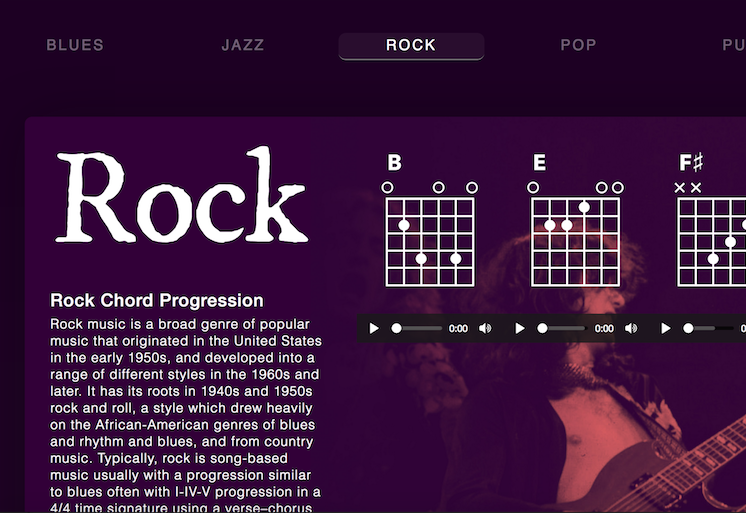 BLUES JAZZ ROCK POP PU
Rock
B E F♯
Rock Chord Progression
Rock music is a broad genre of popular
music that originated in the United States
in the early 1950s, and developed into a
range of different styles in the 1960s and
later. It has its roots in 1940s and 1950s
rock and roll, a style which drew heavily
on the African-American genres of blues
and rhythm and blues, and from country
music. Typically, rock is song-based
music usually with a progression similar
to blues often with I-IV-V progression in a
4/4 time signature using a verse–chorus
0:00 0:00 0